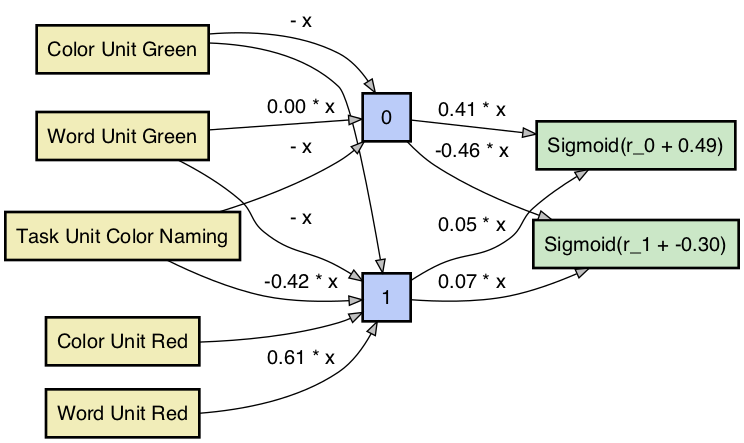 - x
Color Unit Green
0.00 * x
0
0.41 * x
Word Unit Green
Sigmoid(r_0 + 0.49)
- x
-0.46 * x
Task Unit Color Naming
- x
0.05 * x
Sigmoid(r_1 + -0.30)
-0.42 * x
1
0.07 * x
Color Unit Red
0.61 * x
Word Unit Red